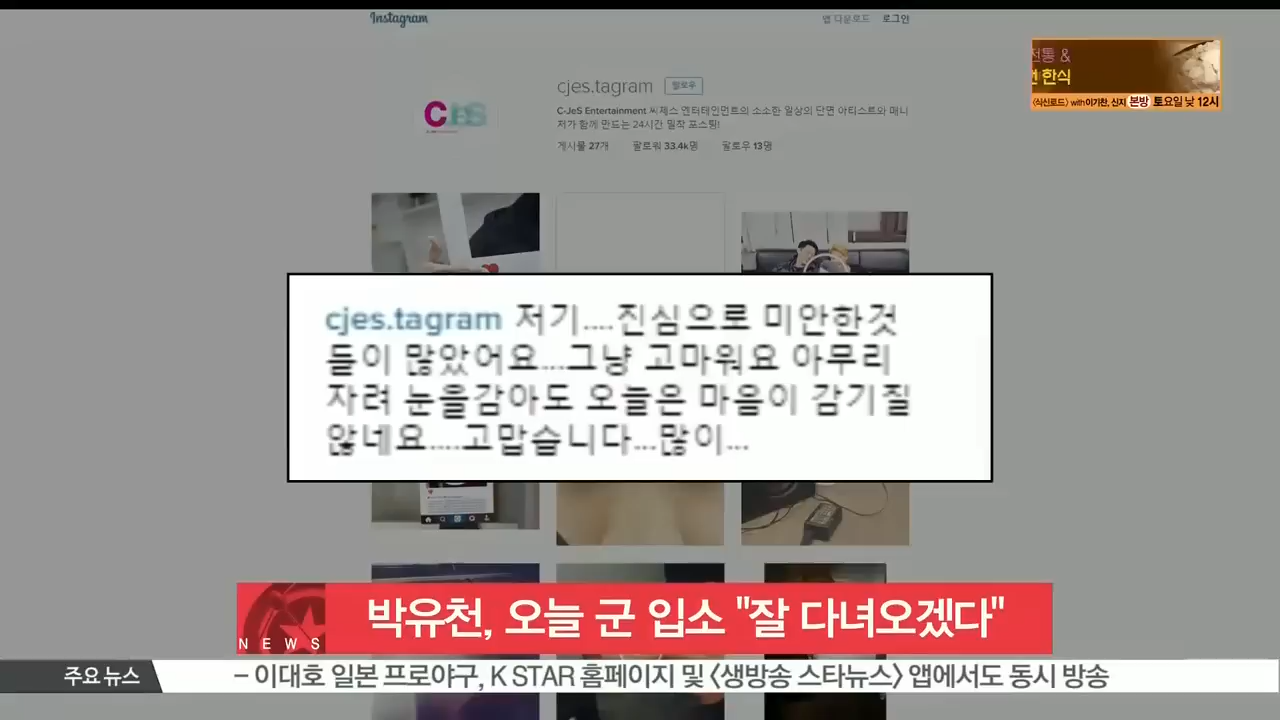 Instagram
앱 다운로드 로그인
전통 &
한식
<식신로드> with 이기찬, 신지 본방 토요일 낮 12시
cjes.tagram 팔로우
CJES
C-JeS Entertainment 씨제스 엔터테인먼트의 소소한 일상의 단면 아티스트와 매니
저가 함께 만드는 24시간 밀착 포스팅!
게시물 27개 팔로워 33.4k명 팔로우 13명
cjes.tagram 저기....진심으로 미안한것
들이 많았어요...그냥 고마워요 아무리
자려 눈을감아도 오늘은 마음이 감기질
않네요....고맙습니다...많이...
NEWS
박유천, 오늘 군 입소 "잘 다녀오겠다"
주요 뉴스
- 이대호 일본 프로야구, K STAR 홈페이지 및 <생방송 스타뉴스> 앱에서도 동시 방송